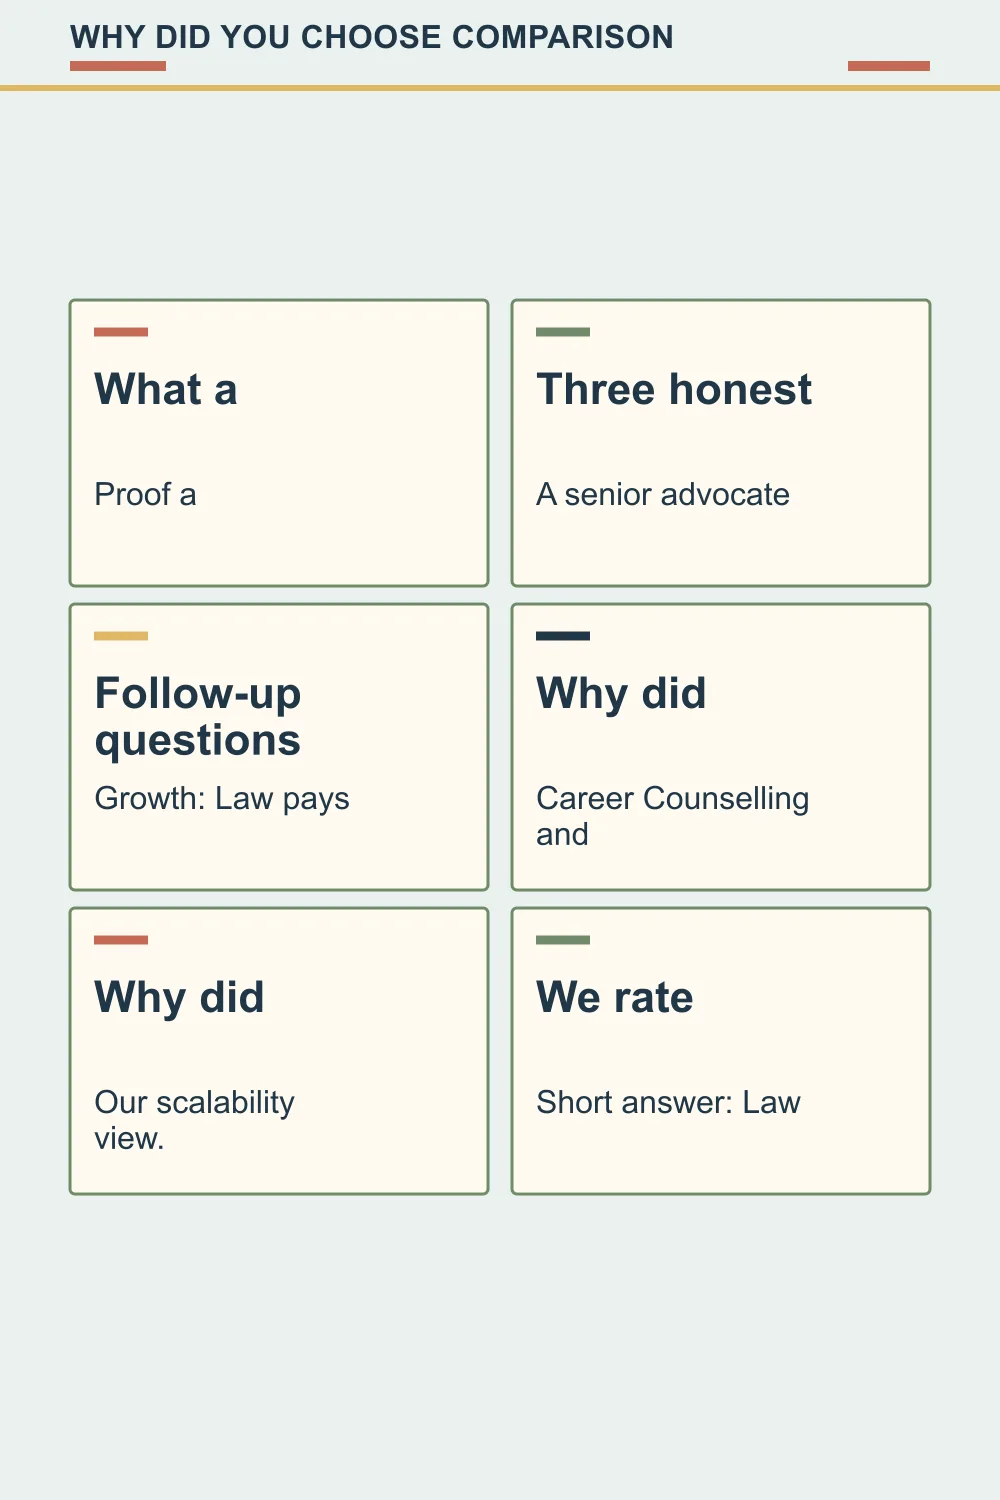 WHY DID YOU CHOOSE COMPARISON
What a
Proof a
Three honest
A senior advocate
Follow-up
questions
Growth: Law pays
Why did
Career Counselling
and
Why did
Our scalability
view.
We rate
Short answer: Law